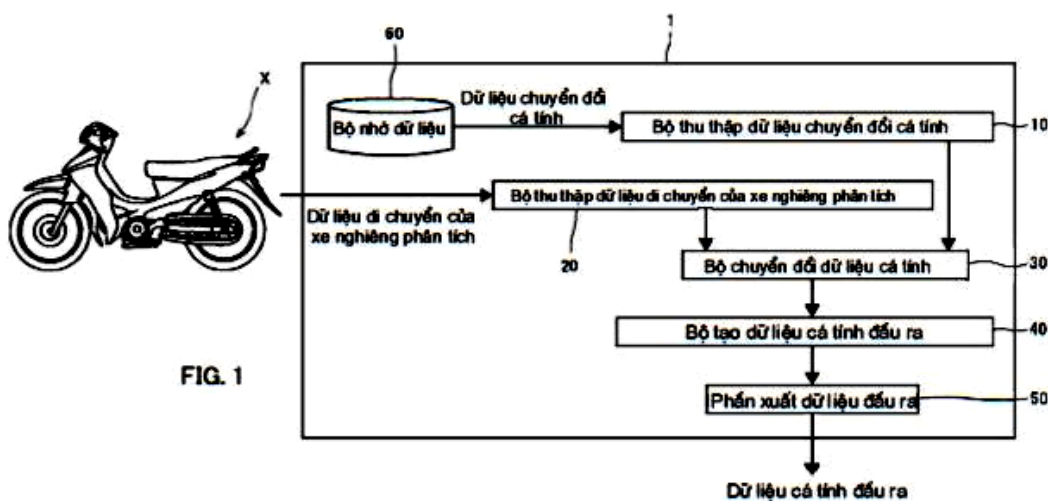 1
60
X
Dữ liệu chuyển đổi
cá tính
Bộ nhớ dữ liệu
Bộ thu thập dữ liệu chuyển đổi cá tính
10
Bộ thu thập dữ liệu di chuyển của xe nghiêng phân tích
Dữ liệu di chuyển của
xe nghiêng phân tích
20
Bộ chuyển đổi dữ liệu cá tính
30
Bộ tạo dữ liệu cá tính đầu ra
40
FIG. 1
Phần xuất dữ liệu đầu ra
50
Dữ liệu cá tính đầu ra